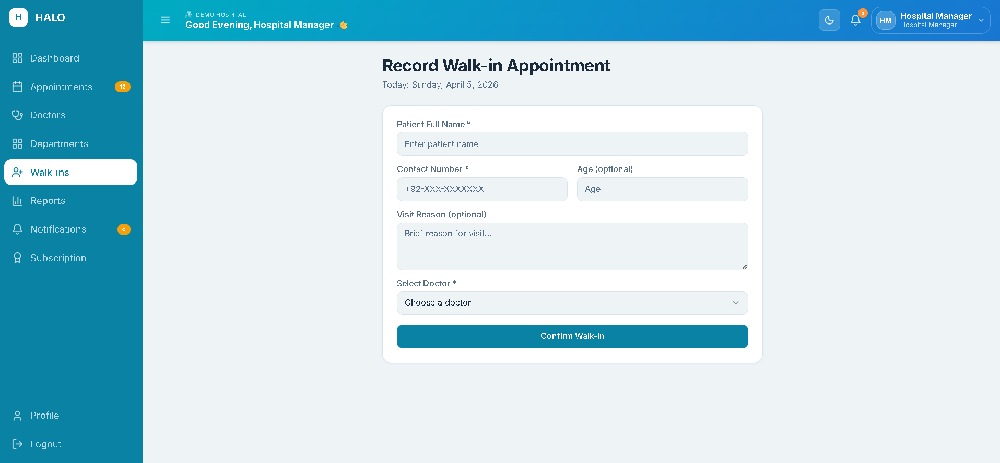 H HALO
Dashboard
Appointments 12
Doctors
Departments
Walk-ins
Reports
Notifications 5
Subscription
Profile
Logout
DEMO HOSPITAL
Good Evening, Hospital Manager 👋
5
HM
Hospital Manager
Hospital Manager
Record Walk-in Appointment
Today: Sunday, April 5, 2026
Patient Full Name *
Enter patient name
Contact Number *
+92-XXX-XXXXXXX
Age (optional)
Age
Visit Reason (optional)
Brief reason for visit...
Select Doctor *
Choose a doctor
Confirm Walk-in